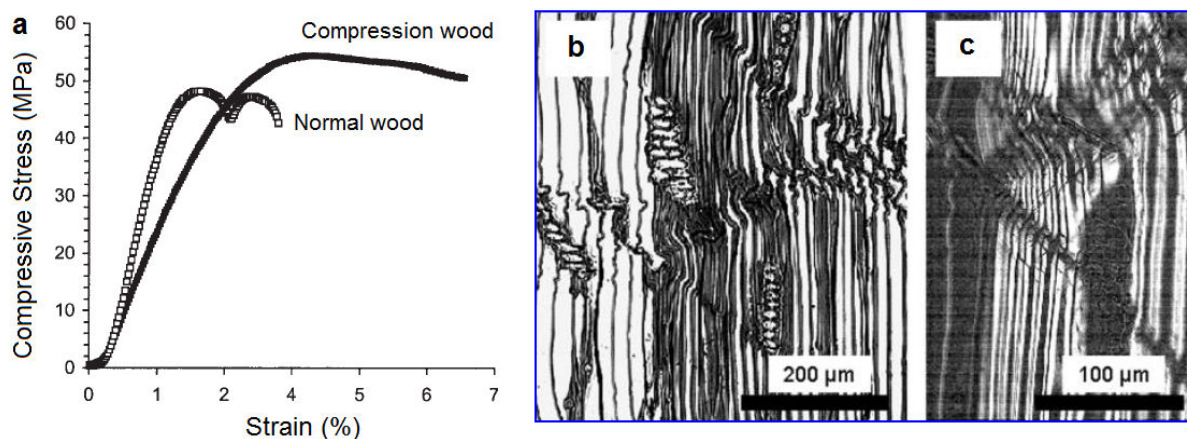 a
60
50
40
30
20
10
0
Compressive Stress (MPa)
Compression wood
Normal wood
0 1 2 4 5 6 7
Strain (%)
b
200 µm
c
100 µm